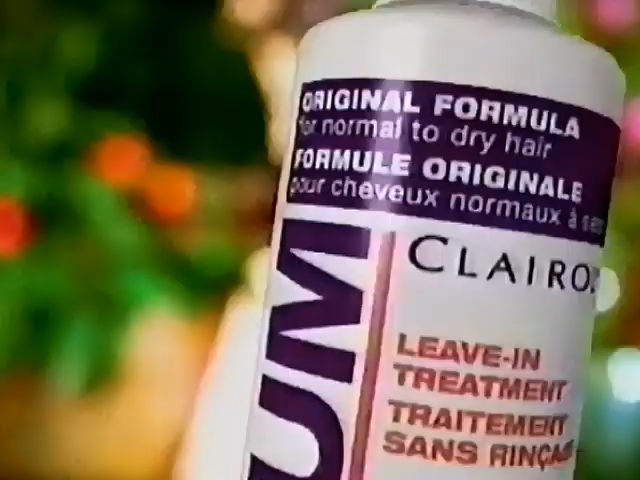 ORIGINAL FORMULA
for normal to dry hair
FORMULE ORIGINALE
pour cheveux normaux à
UM
CLAIRO
LEAVE-IN
TREATMENT
TRAITEMENT
SANS RINÇA